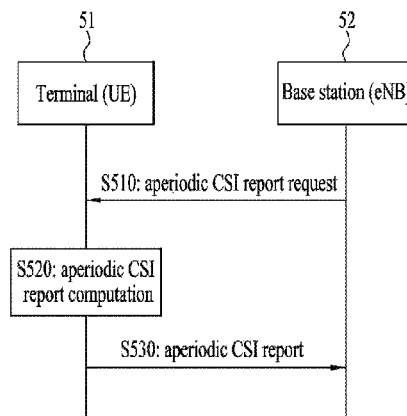 51
52
Terminal (UE)
Base station (eNB)
S510: aperiodic CSI report request
S520: aperiodic CSI
report computation
S530: aperiodic CSI report